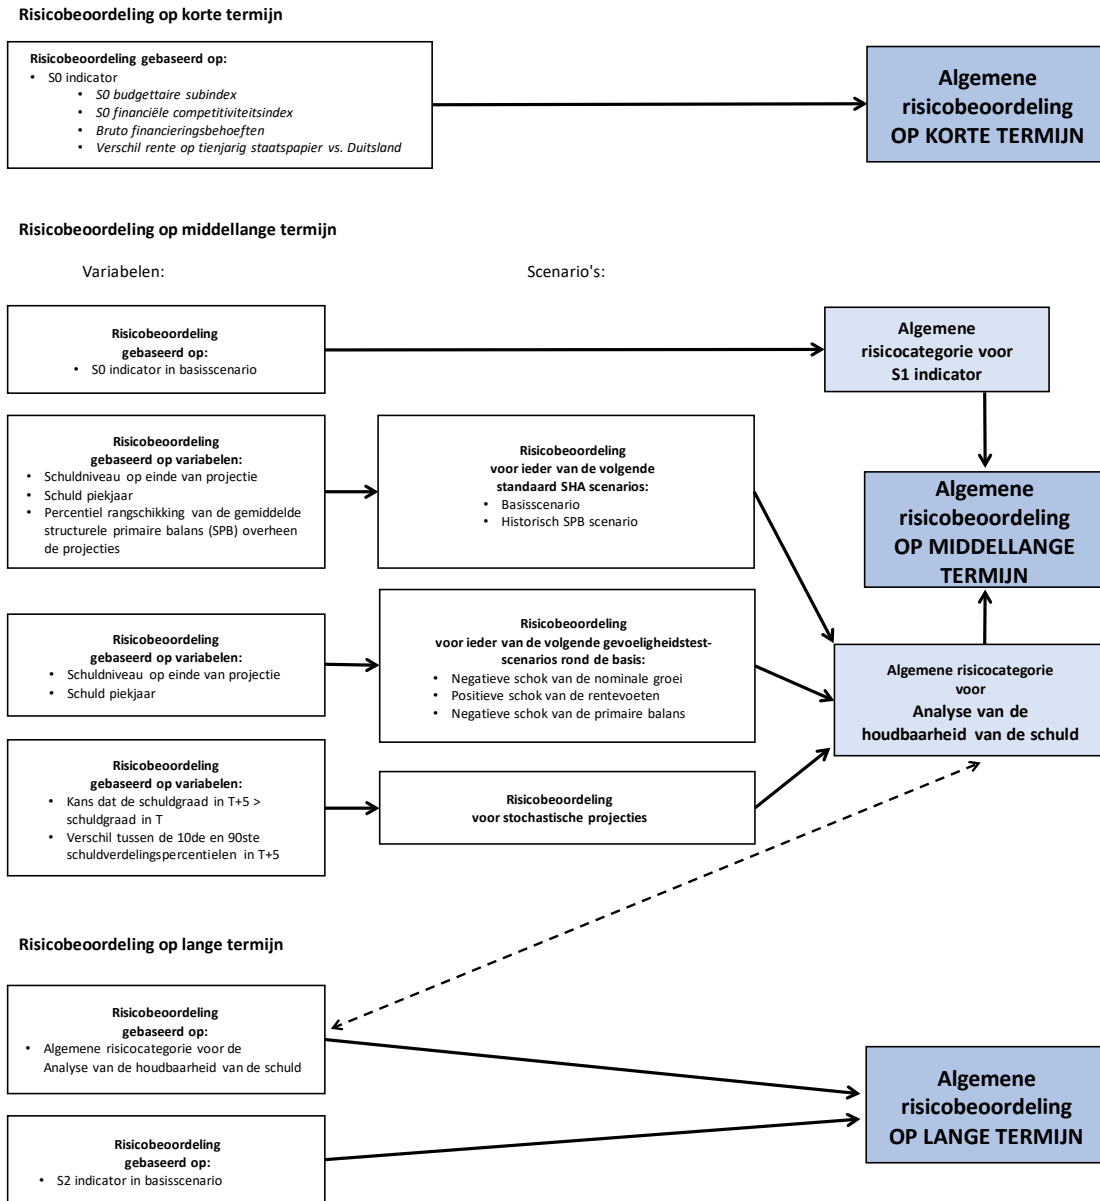 Risicobeoordeling op korte termijn
Risicobeoordeling gebaseerd op:
• S0 indicator
• S0 budgettaire subindex
• S0 financiële competitiviteitsindex
• Bruto financieringsbehoeften
• Verschil rente op tienjarig staatspapier vs. Duitsland
Algemene
risicobeoordeling
OP KORTE TERMIJN
Risicobeoordeling op middellange termijn
Variabelen:
Scenario's:
Risicobeoordeling
gebaseerd op:
• S0 indicator in basisscenario
Algemene
risicocategorie voor
S1 indicator
Risicobeoordeling
gebaseerd op variabelen:
• Schuldniveau op einde van projectie
• Schuld piekjaar
• Percentiel rangschikking van de gemiddelde
structurele primaire balans (SPB) overheen
de projecties
Risicobeoordeling
voor ieder van de volgende
standaard SHA scenarios:
• Basisscenario
• Historisch SPB scenario
Algemene
risicobeoordeling
OP MIDDELLANGE
TERMIJN
Risicobeoordeling
gebaseerd op variabelen:
• Schuldniveau op einde van projectie
• Schuld piekjaar
Risicobeoordeling
voor ieder van de volgende gevoeligheidstest-
scenarios rond de basis:
• Negatieve schok van de nominale groei
• Positieve schok van de rentevoeten
• Negatieve schok van de primaire balans
Algemene risicocategorie
voor
Analyse van de
houdbaarheid van de schuld
Risicobeoordeling
gebaseerd op variabelen:
• Kans dat de schuldgraad in T+5 >
schuldgraad in T
• Verschil tussen de 10de en 90ste
schuldverdelingspercentielen in T+5
Risicobeoordeling
voor stochastische projecties
Risicobeoordeling op lange termijn
Risicobeoordeling
gebaseerd op:
• Algemene risicocategorie voor de
Analyse van de houdbaarheid van de schuld
Risicobeoordeling
gebaseerd op:
• S2 indicator in basisscenario
Algemene
risicobeoordeling
OP LANGE TERMIJN